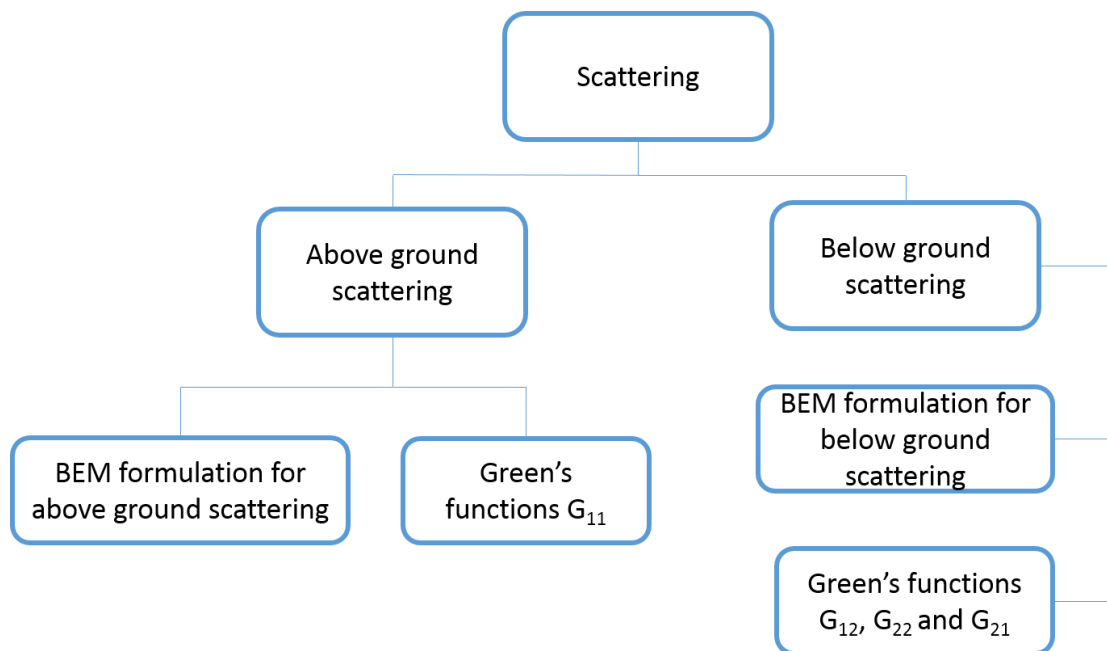 Scattering
Above ground
scattering
Below ground
scattering
BEM formulation for
above ground scattering
Green’s
functions G₁₁
BEM formulation for
below ground
scattering
Green’s functions
G₁₂, G₂₂ and G₂₁